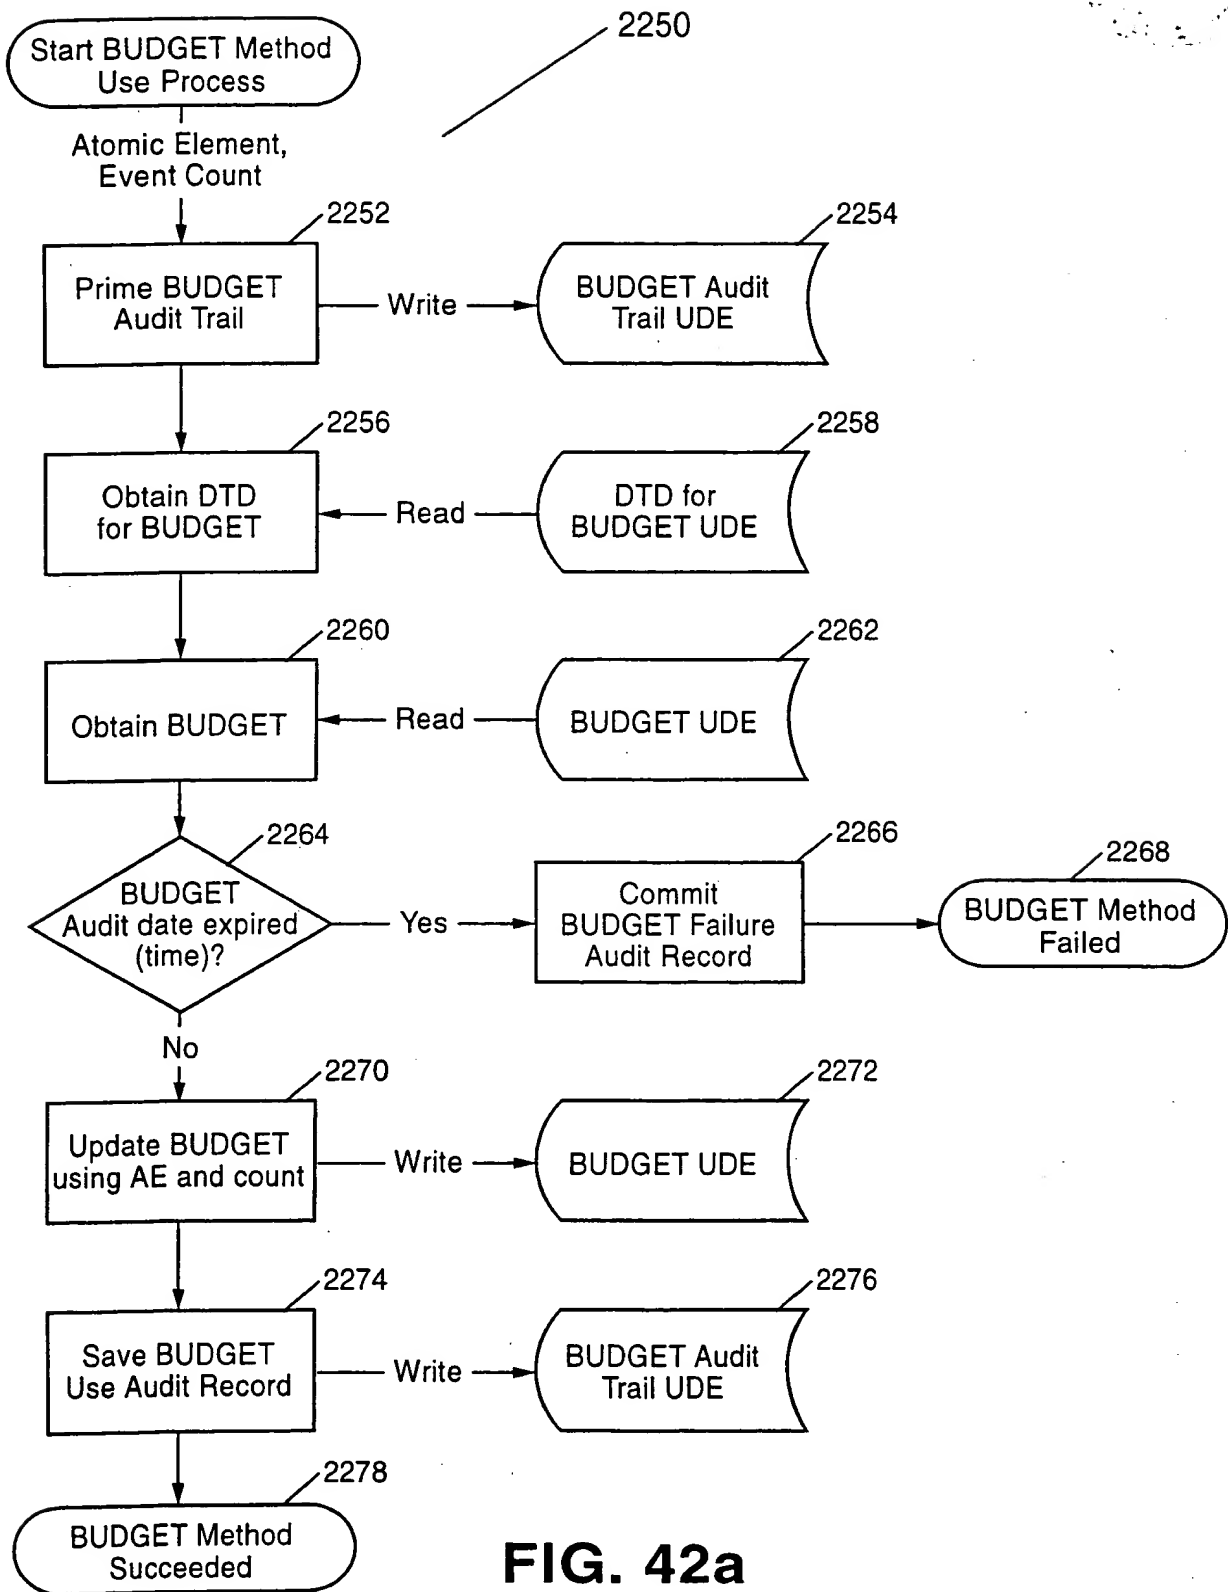 2250
Start BUDGET Method
Use Process
Atomic Element,
Event Count
2252
2254
Prime BUDGET
Audit Trail
Write
BUDGET Audit
Trail UDE
2256
2258
Obtain DTD
for BUDGET
Read
DTD for
BUDGET UDE
2260
2262
Obtain BUDGET
Read
BUDGET UDE
2264
2266
2268
BUDGET
Audit date expired
(time)?
Yes
Commit
BUDGET Failure
Audit Record
BUDGET Method
Failed
No
2270
2272
Update BUDGET
using AE and count
Write
BUDGET UDE
2274
2276
Save BUDGET
Use Audit Record
Write
BUDGET Audit
Trail UDE
2278
BUDGET Method
Succeeded
FIG. 42a